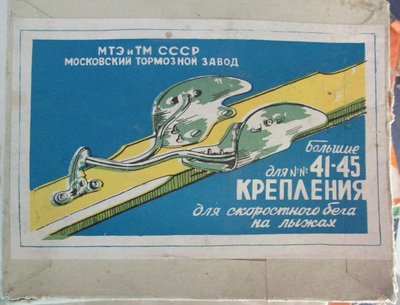 МТЭ и ТМ СССР
МОСКОВСКИЙ ТОРМОЗНОЙ ЗАВОД
Большие
для №№ 41-45
КРЕПЛЕНИЯ
для скоростного бега
на лыжах